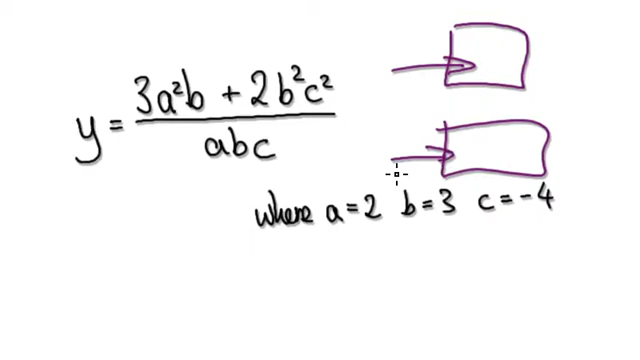 y = (3a²b + 2b²c²) / abc
where a = 2 b = 3 c = -4